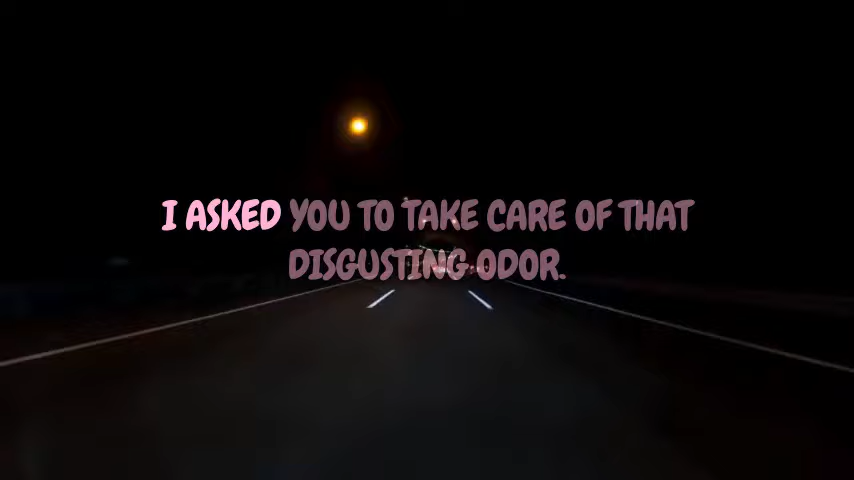 I ASKED YOU TO TAKE CARE OF THAT
DISGUSTING ODOR.